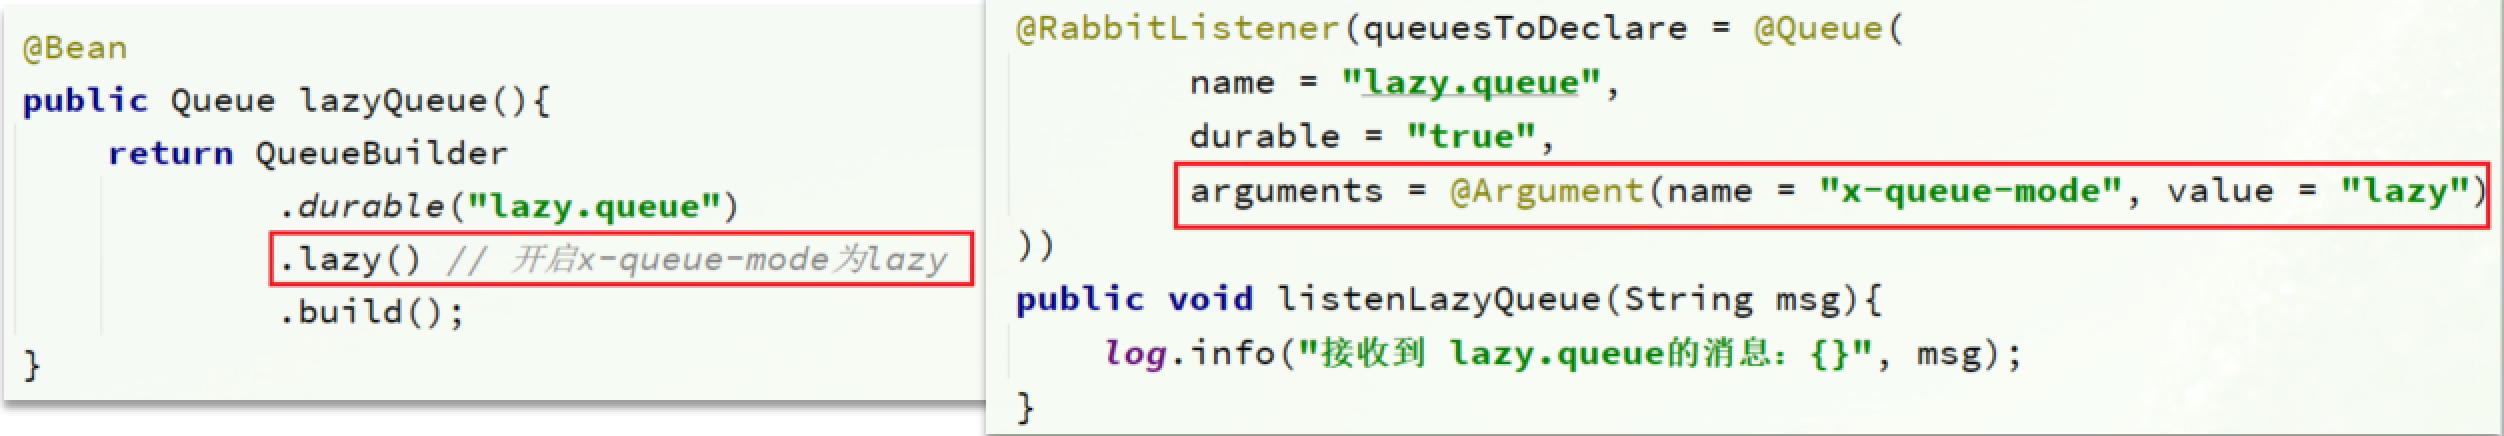 @Bean
public Queue lazyQueue(){
    return QueueBuilder
            .durable("lazy.queue")
            .lazy() // 开启x-queue-mode为lazy
            .build();
}
@RabbitListener(queuesToDeclare = @Queue(
        name = "lazy.queue",
        durable = "true",
        arguments = @Argument(name = "x-queue-mode", value = "lazy")
))
public void listenLazyQueue(String msg){
    log.info("接收到 lazy.queue的消息：{}", msg);
}